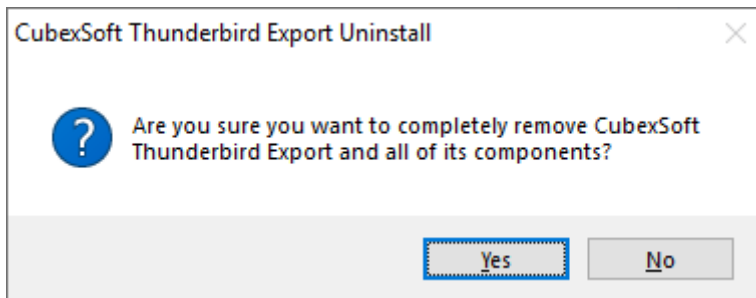 CubexSoft Thunderbird Export Uninstall
?
Are you sure you want to completely remove CubexSoft
Thunderbird Export and all of its components?
Yes
No